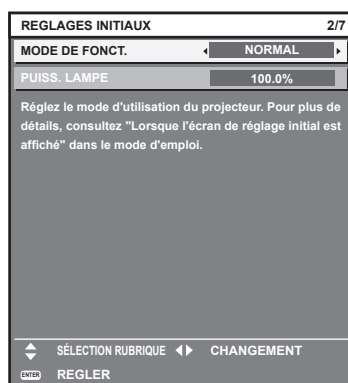 REGLAGES INITIAUX 2/7
MODE DE FONCT. NORMAL
PUISS. LAMPE 100.0%
Réglez le mode d'utilisation du projecteur. Pour plus de
détails, consultez "Lorsque l'écran de réglage initial est
affiché" dans le mode d'emploi.
SÉLECTION RUBRIQUE CHANGEMENT
ENTER REGLER